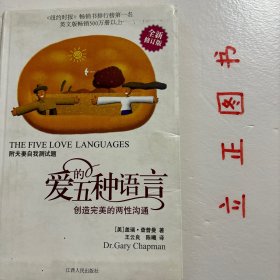 《纽约时报》畅销书排行榜第一名
英文版畅销500万册以上
全新
修订版
THE FIVE LOVE LANGUAGES
附夫妻自我测试题
爱的五种语言
创造完美的两性沟通
[美]盖瑞·查普曼 著
王云良 陈曦 译
Dr.Gary Chapman
江西人民出版社
立品图书